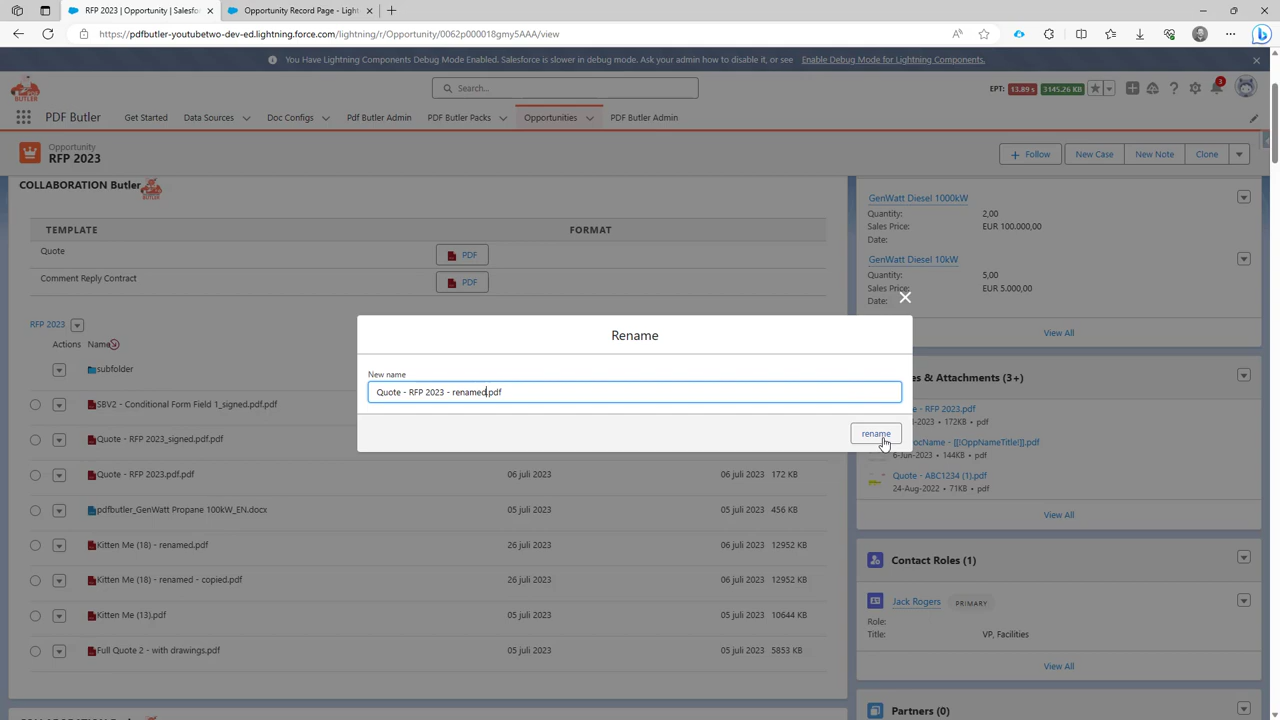 RFP 2023 | Opportunity | Salesfo
Opportunity Record Page - Light
https://pdfbutler-youtubetwo-dev-ed.lightning.force.com/lightning/r/Opportunity/0062p000018gmy5AAA/view
You Have Lightning Components Debug Mode Enabled. Salesforce is slower in debug mode. Ask your admin how to disable it, or see Enable Debug Mode for Lightning Components.
BUTLER
Search...
EPT: 13.89 s 3145.26 KB
3
PDF Butler
Get Started
Data Sources
Doc Configs
Pdf Butler Admin
PDF Butler Packs
Opportunities
PDF Butler Admin
Opportunity
RFP 2023
Follow
New Case
New Note
Clone
COLLABORATION Butler
TEMPLATE FORMAT
Quote PDF
Comment Reply Contract PDF
RFP 2023
Actions Name
subfolder
SBV2 - Conditional Form Field 1_signed.pdf.pdf
Quote - RFP 2023_signed.pdf.pdf
Quote - RFP 2023.pdf.pdf 06 juli 2023 06 juli 2023 172 KB
pdfbutler_GenWatt Propane 100kW_EN.docx 05 juli 2023 05 juli 2023 456 KB
Kitten Me (18) - renamed.pdf 26 juli 2023 06 juli 2023 12952 KB
Kitten Me (18) - renamed - copied.pdf 26 juli 2023 06 juli 2023 12952 KB
Kitten Me (13).pdf 05 juli 2023 05 juli 2023 10644 KB
Full Quote 2 - with drawings.pdf 05 juli 2023 05 juli 2023 5853 KB
COLLABORATION Butler
Rename
New name
Quote - RFP 2023 - renamed.pdf
rename
GenWatt Diesel 1000kW
Quantity: 2,00
Sales Price: EUR 100.000,00
Date:
GenWatt Diesel 10kW
Quantity: 5,00
Sales Price: EUR 5.000,00
Date:
View All
es & Attachments (3+)
- RFP 2023.pdf
• 172KB • pdf
ocName - [[!OppNameTitle!]].pdf
6-Jun-2023 • 144KB • pdf
Quote - ABC1234 (1).pdf
24-Aug-2022 • 71KB • pdf
View All
Contact Roles (1)
Jack Rogers PRIMARY
Role:
Title: VP, Facilities
View All
Partners (0)